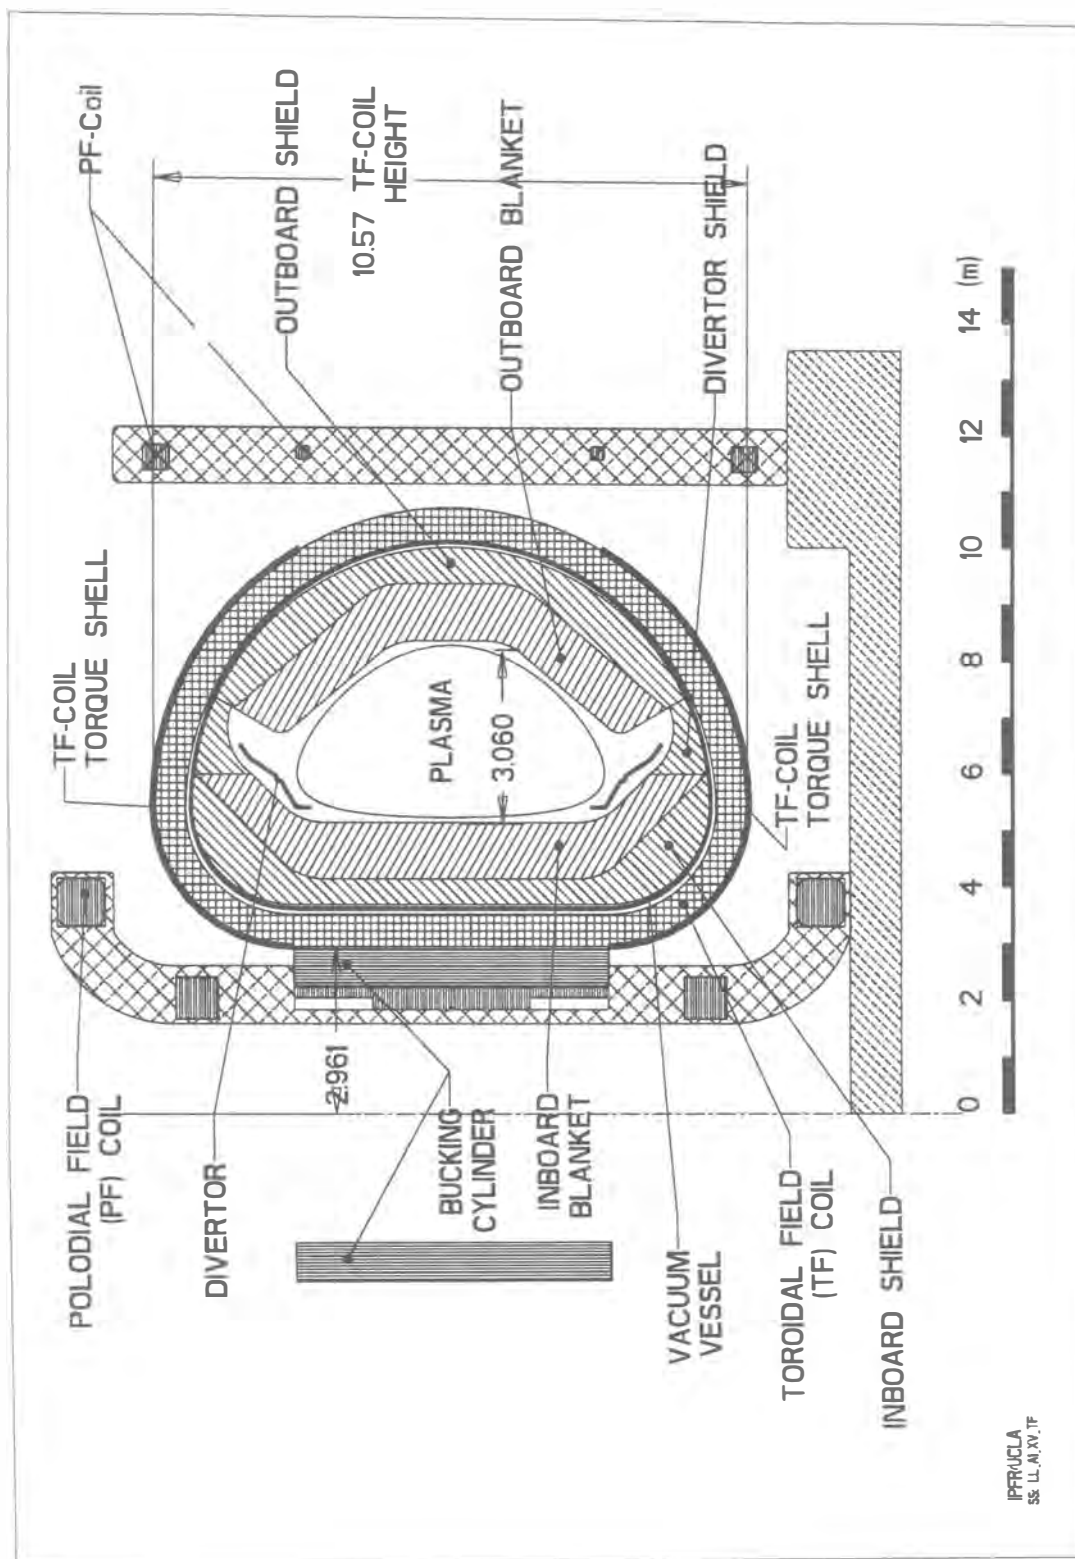 PF-Coil
OUTBOARD SHIELD
10.57 TF-COIL
HEIGHT
OUTBOARD BLANKET
DIVERTOR SHIELD
TF-COIL
TORQUE SHELL
PLASMA
3.060
TF-COIL
TORQUE SHELL
POLODIAL FIELD
(PF) COIL
DIVERTOR
2.961
BUCKING
CYLINDER
INBOARD
BLANKET
VACUUM
VESSEL
TOROIDAL FIELD
(TF) COIL
INBOARD SHIELD
0 2 4 6 8 10 12 14 (m)
IPFR/UCLA